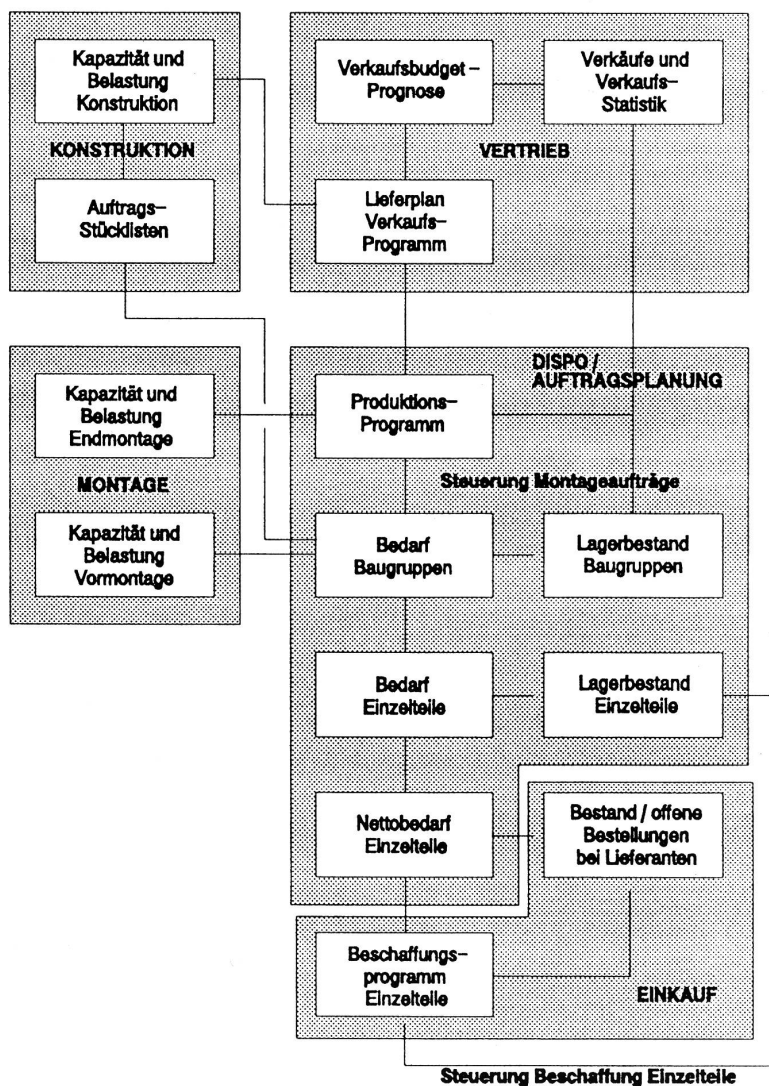 Kapazität und
Belastung
Konstruktion
KONSTRUKTION
Auftrags–
Stücklisten
Verkaufsbudget –
Prognose
Verkäufe und
Verkaufs–
Statistik
VERTRIEB
Lieferplan
Verkaufs–
Programm
Kapazität und
Belastung
Endmontage
MONTAGE
Kapazität und
Belastung
Vormontage
DISPO /
AUFTRAGSPLANUNG
Produktions–
Programm
Steuerung Montageaufträge
Bedarf
Baugruppen
Lagerbestand
Baugruppen
Bedarf
Einzelteile
Lagerbestand
Einzelteile
Nettobedarf
Einzelteile
Bestand / offene
Bestellungen
bei Lieferanten
Beschaffungs–
programm
Einzelteile
EINKAUF
Steuerung Beschaffung Einzelteile